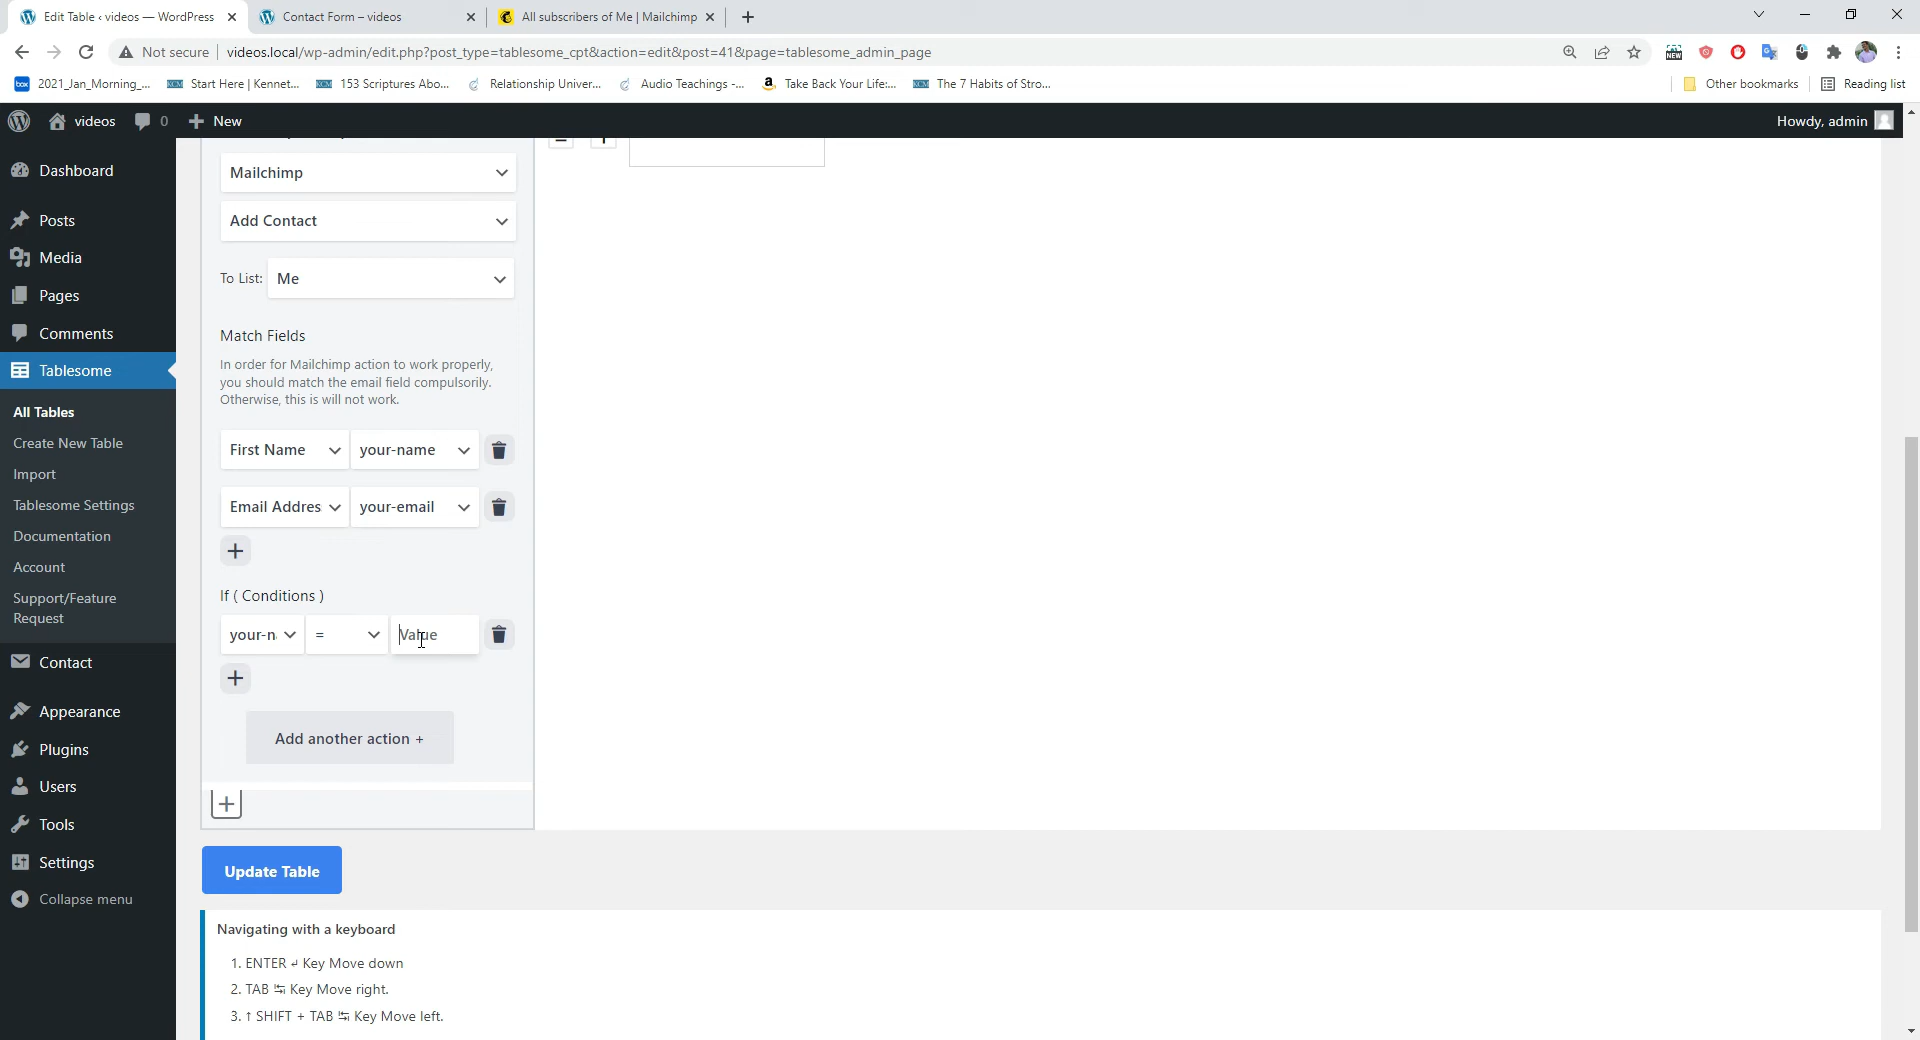 Edit Table ‹ videos — WordPress
Contact Form – videos
All subscribers of Me | Mailchimp
Not secure
videos.local/wp-admin/edit.php?post_type=tablesome_cpt&action=edit&post=41&page=tablesome_admin_page
NEW
box
2021_Jan_Morning_...
KCM Start Here | Kennet...
KCM 153 Scriptures Abo...
Relationship Univer...
Audio Teachings -...
Take Back Your Life:...
KCM The 7 Habits of Stro...
Other bookmarks
Reading list
videos
0
+ New
Howdy, admin
Dashboard
Posts
Media
Pages
Comments
Tablesome
All Tables
Create New Table
Import
Tablesome Settings
Documentation
Account
Support/Feature
Request
Contact
Appearance
Plugins
Users
Tools
Settings
Collapse menu
Mailchimp
Add Contact
To List: Me
Match Fields
In order for Mailchimp action to work properly,
you should match the email field compulsorily.
Otherwise, this is will not work.
First Name your-name
Email Addres your-email
+
If ( Conditions )
your-n = Value
+
Add another action +
+
Update Table
Navigating with a keyboard
1. ENTER ↵ Key Move down
2. TAB ↹ Key Move right.
3. ↑ SHIFT + TAB ↹ Key Move left.